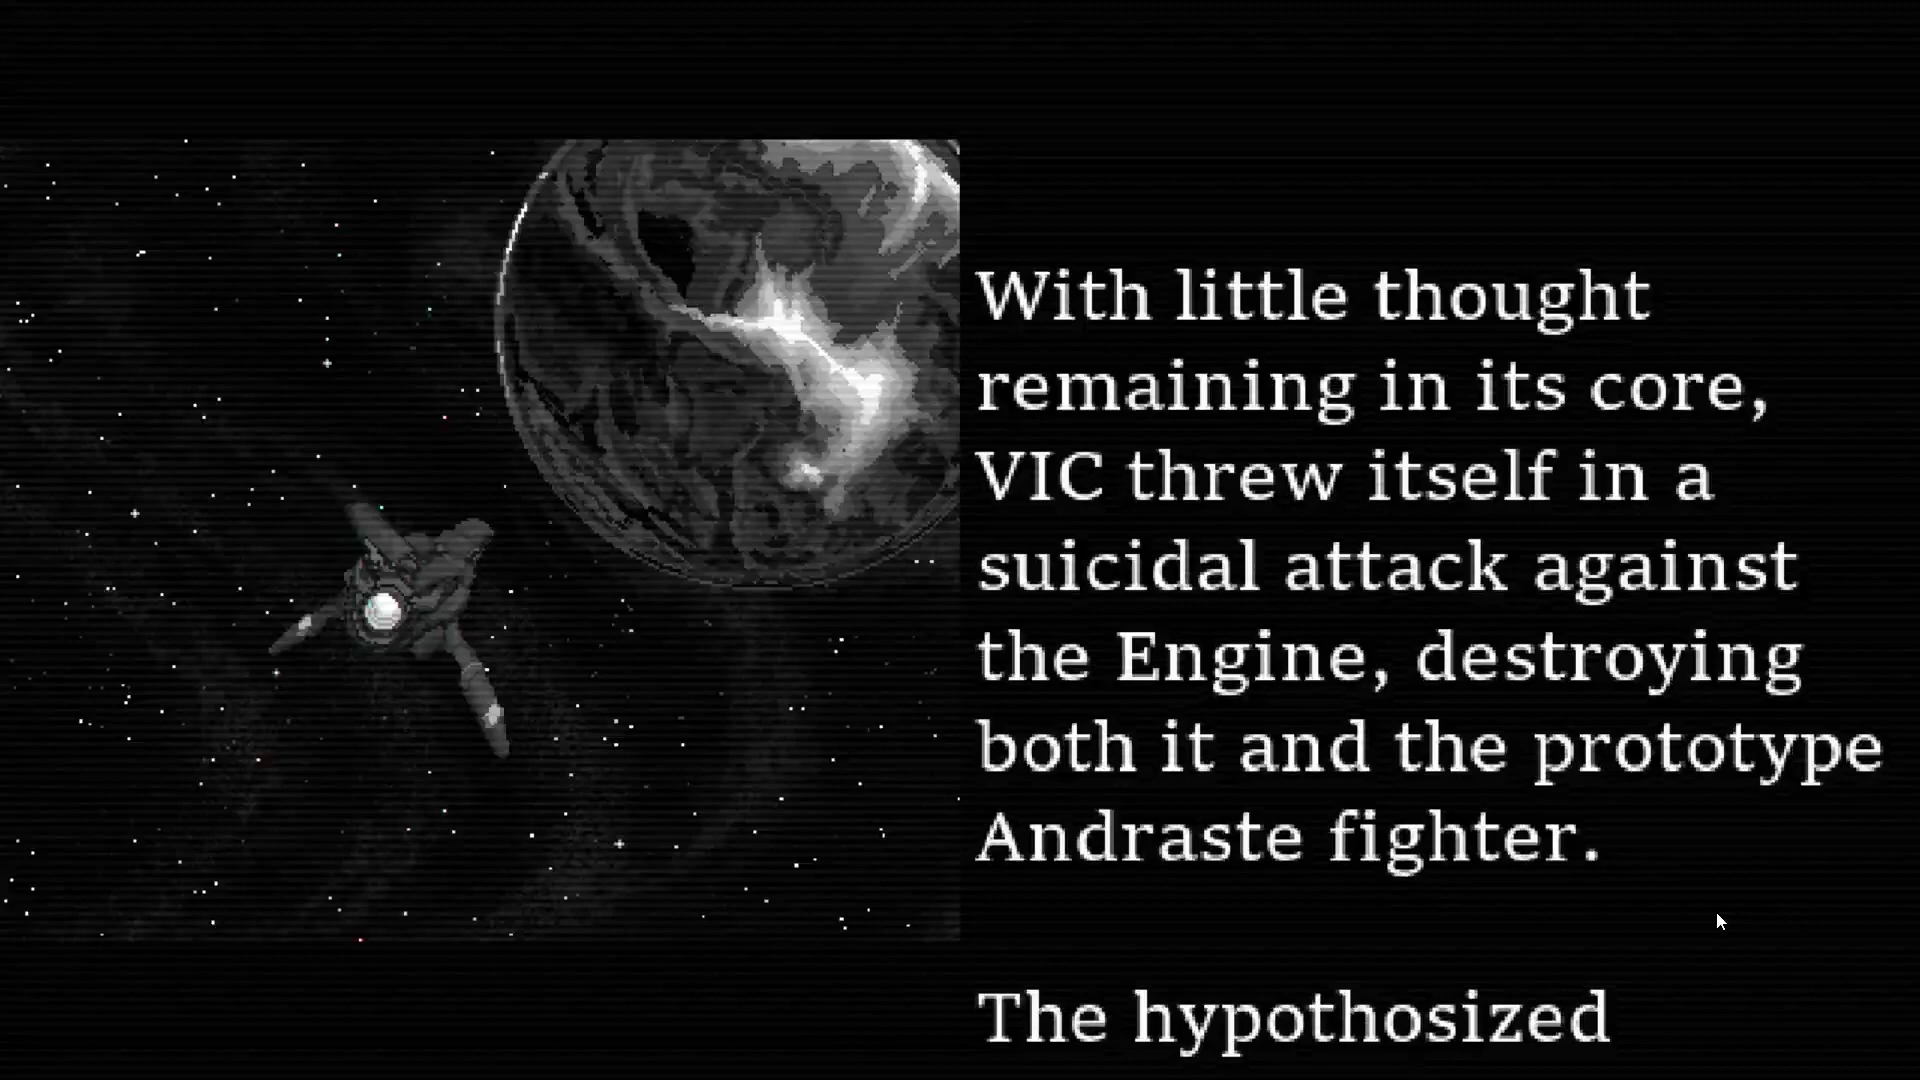 With little thought
remaining in its core,
VIC threw itself in a
suicidal attack against
the Engine, destroying
both it and the prototype
Andraste fighter.
The hypothosized